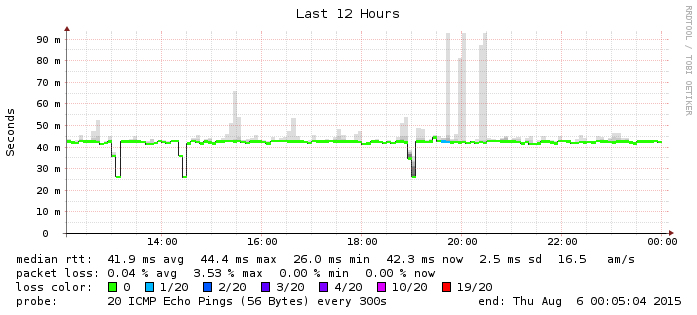 Last 12 Hours
RRDTOOL / TOBI OETIKER
Seconds
90 m
80 m
70 m
60 m
50 m
40 m
30 m
20 m
10 m
0
14:00 16:00 18:00 20:00 22:00 00:00
median rtt: 41.9 ms avg 44.4 ms max 26.0 ms min 42.3 ms now 2.5 ms sd 16.5 am/s
packet loss: 0.04 % avg 3.53 % max 0.00 % min 0.00 % now
loss color: 0 1/20 2/20 3/20 4/20 10/20 19/20
probe: 20 ICMP Echo Pings (56 Bytes) every 300s end: Thu Aug 6 00:05:04 2015